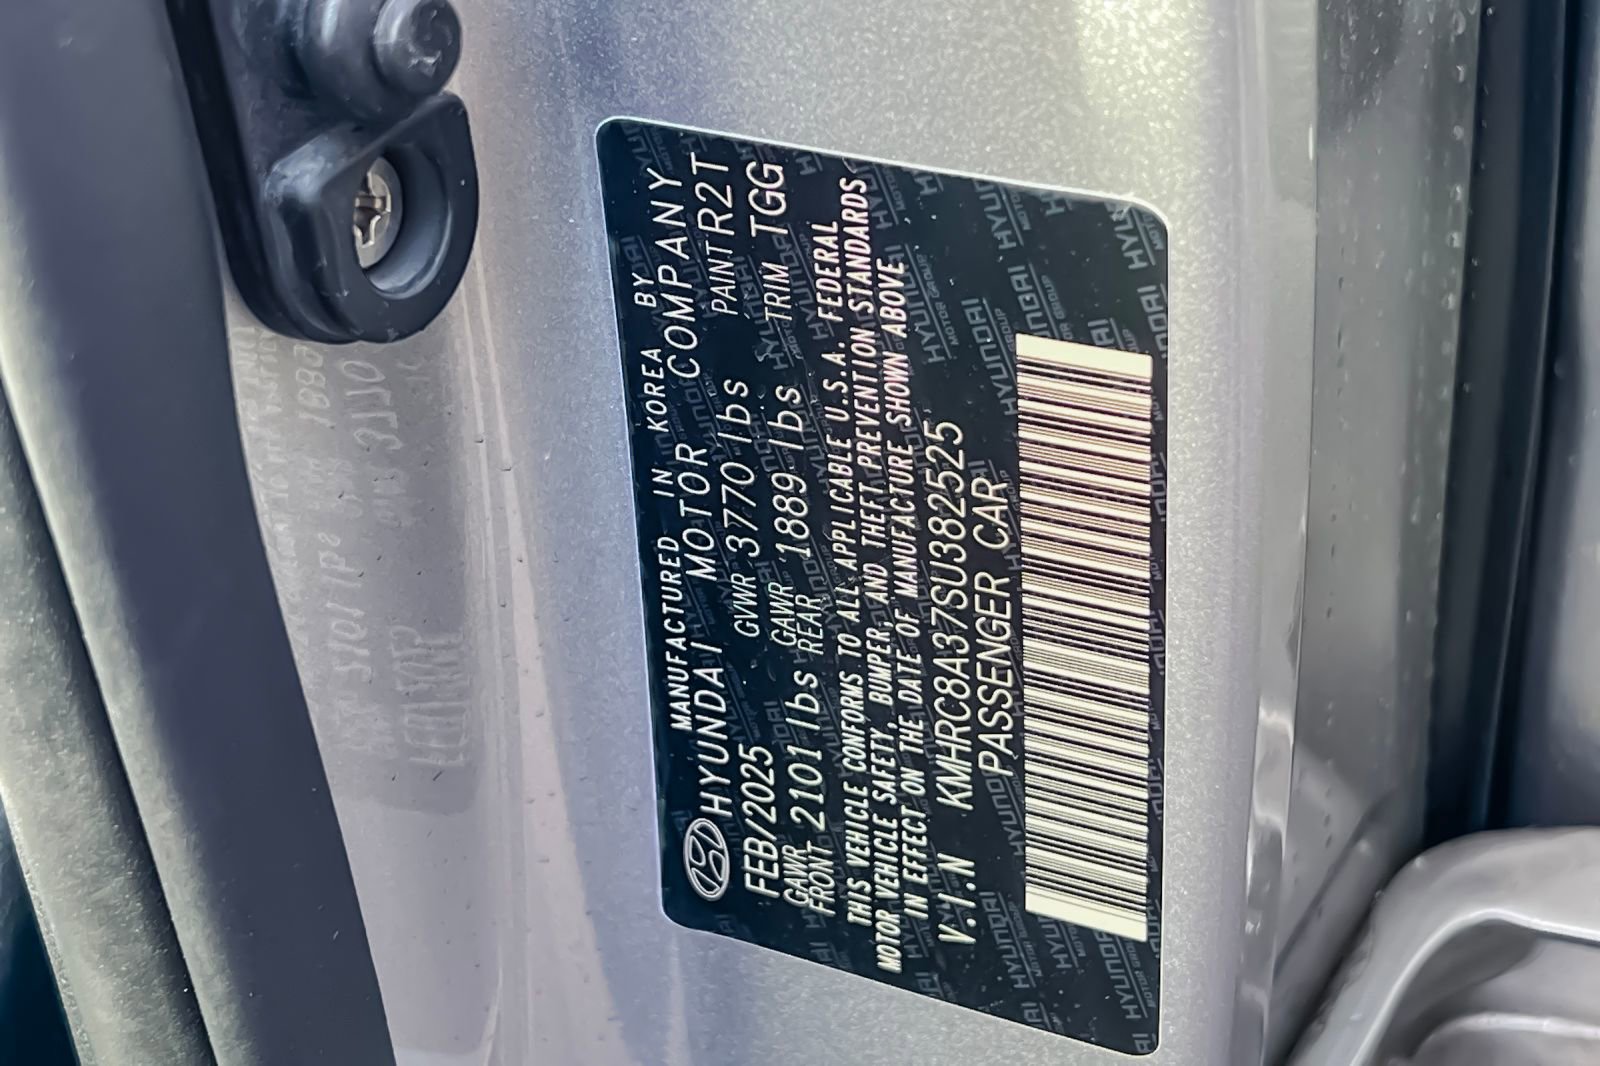 MANUFACTURED IN KOREA BY
HYUNDAI MOTOR COMPANY
FEB/2025 GVWR 3770 lbs PAINT R2T
GAWR FRONT 2101 lbs GAWR REAR 1889 lbs TRIM TGG
THIS VEHICLE CONFORMS TO ALL APPLICABLE U.S.A. FEDERAL
MOTOR VEHICLE SAFETY, BUMPER, AND THEFT PREVENTION STANDARDS
IN EFFECT ON THE DATE OF MANUFACTURE SHOWN ABOVE
V.I.N KMHRC8A37SU382525
PASSENGER CAR